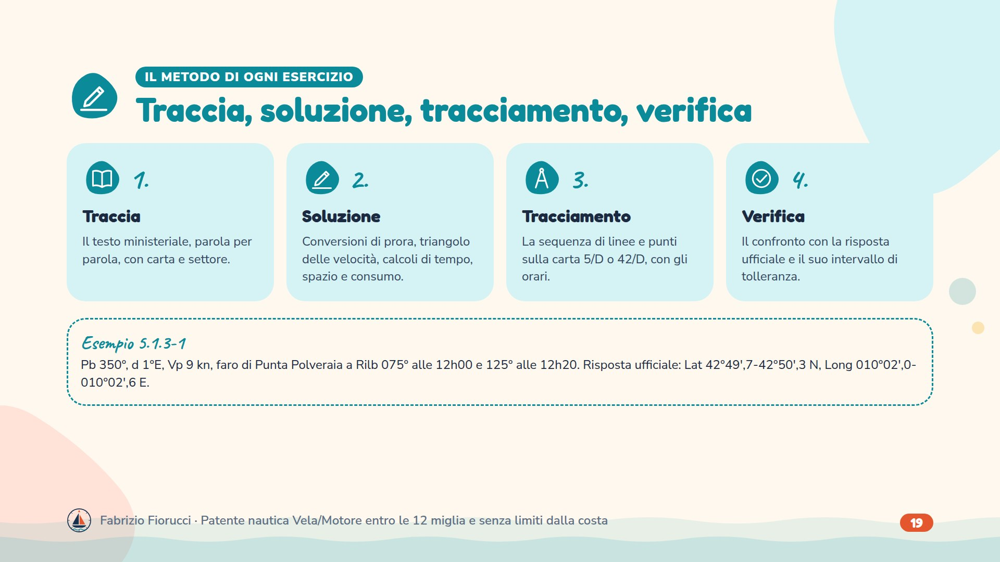 IL METODO DI OGNI ESERCIZIO
Traccia, soluzione, tracciamento, verifica
1.
Traccia
Il testo ministeriale, parola per
parola, con carta e settore.
2.
Soluzione
Conversioni di prora, triangolo
delle velocità, calcoli di tempo,
spazio e consumo.
3.
Tracciamento
La sequenza di linee e punti
sulla carta 5/D o 42/D, con gli
orari.
4.
Verifica
Il confronto con la risposta
ufficiale e il suo intervallo di
tolleranza.
Esempio 5.1.3-1
Pb 350°, d 1°E, Vp 9 kn, faro di Punta Polveraia a Rilb 075° alle 12h00 e 125° alle 12h20. Risposta ufficiale: Lat 42°49',7-42°50',3 N, Long 010°02',0-
010°02',6 E.
Fabrizio Fiorucci · Patente nautica Vela/Motore entro le 12 miglia e senza limiti dalla costa
19